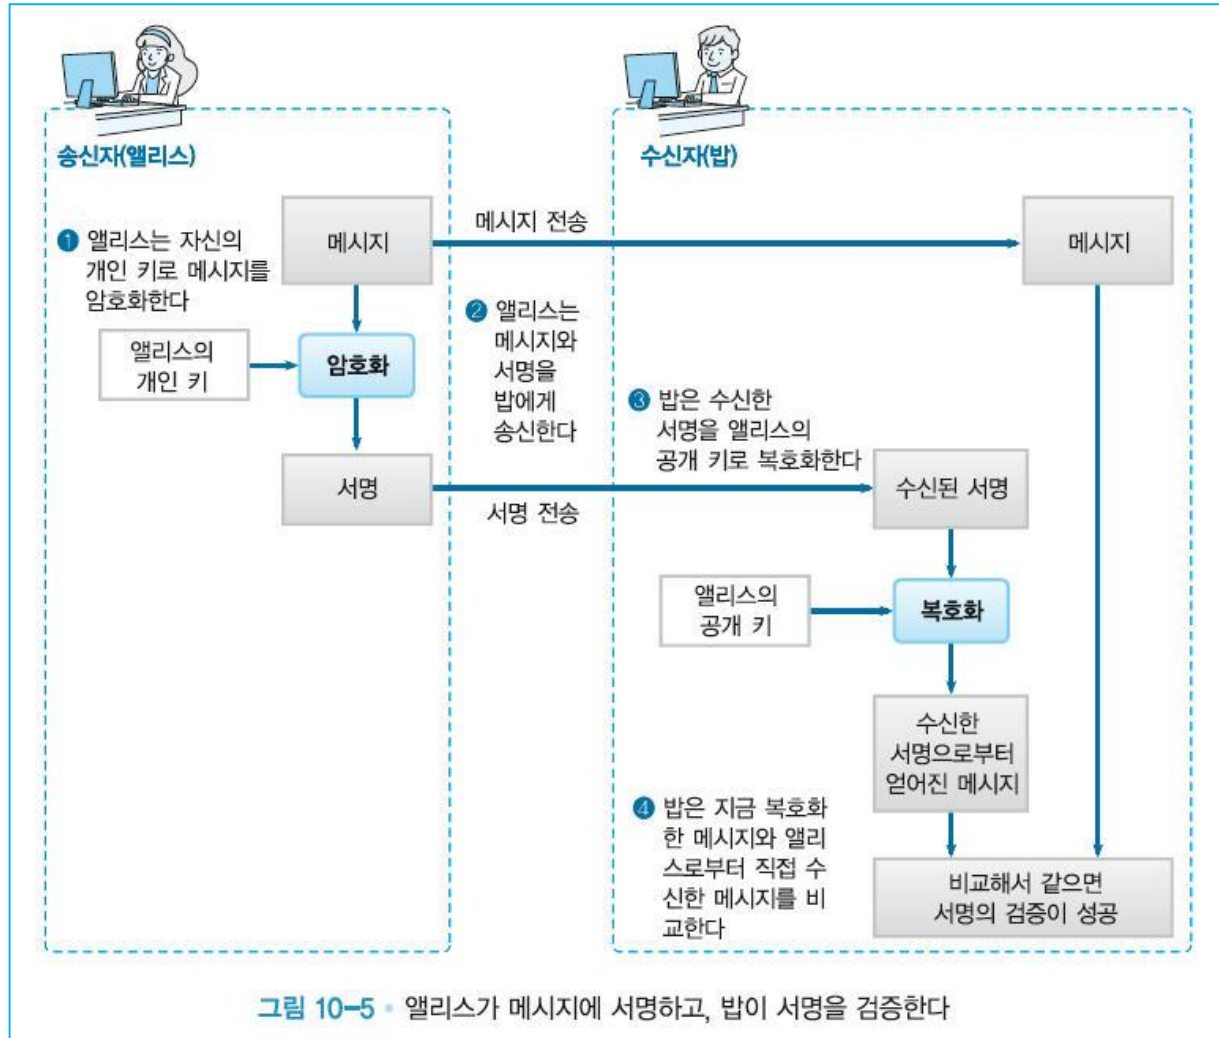 송신자(앨리스)
수신자(밥)
❶ 앨리스는 자신의
개인 키로 메시지를
암호화한다
메시지
메시지 전송
메시지
앨리스의
개인 키
암호화
❷ 앨리스는
메시지와
서명을
밥에게
송신한다
서명
서명 전송
❸ 밥은 수신한
서명을 앨리스의
공개 키로 복호화한다
수신된 서명
앨리스의
공개 키
복호화
수신한
서명으로부터
얻어진 메시지
❹ 밥은 지금 복호화
한 메시지와 앨리
스로부터 직접 수
신한 메시지를 비
교한다
비교해서 같으면
서명의 검증이 성공
그림 10-5 • 앨리스가 메시지에 서명하고, 밥이 서명을 검증한다